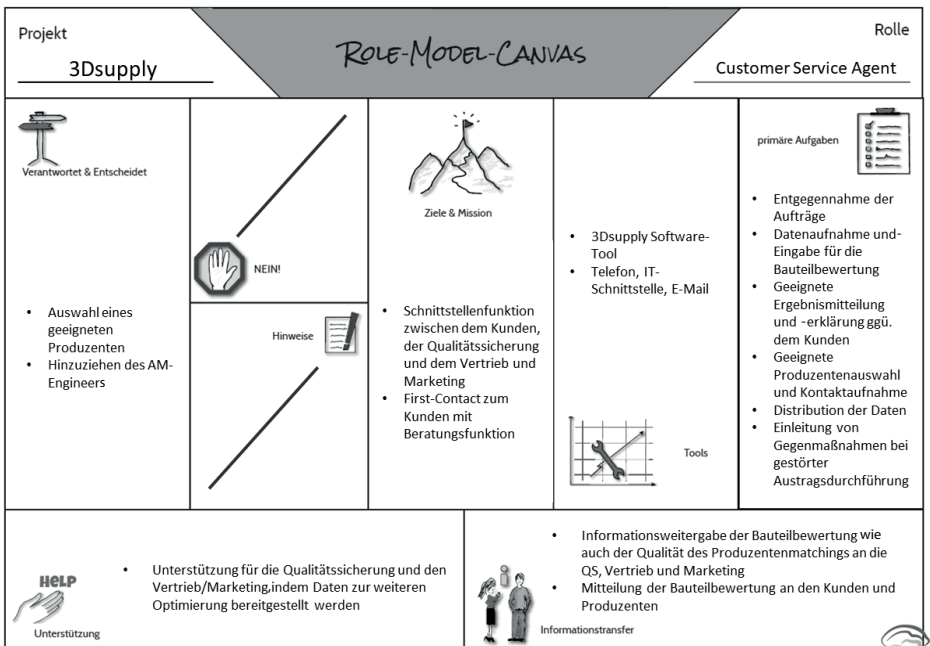 Projekt
3Dsupply
ROLE-MODEL-CANVAS
Rolle
Customer Service Agent
Verantwortet & Entscheidet
• Auswahl eines
geeigneten
Produzenten
• Hinzuziehen des AM-
Engineers
NEIN!
Hinweise
Ziele & Mission
• Schnittstellenfunktion
zwischen dem Kunden,
der Qualitätssicherung
und dem Vertrieb und
Marketing
• First-Contact zum
Kunden mit
Beratungsfunktion
• 3Dsupply Software-
Tool
• Telefon, IT-
Schnittstelle, E-Mail
Tools
primäre Aufgaben
• Entgegennahme der
Aufträge
• Datenaufnahme und-
Eingabe für die
Bauteilbewertung
• Geeignete
Ergebnismitteilung
und -erklärung ggü.
dem Kunden
• Geeignete
Produzentenauswahl
und Kontaktaufnahme
• Distribution der Daten
• Einleitung von
Gegenmaßnahmen bei
gestörter
Austragsdurchführung
HELP
Unterstützung
• Unterstützung für die Qualitätssicherung und den
Vertrieb/Marketing,indem Daten zur weiteren
Optimierung bereitgestellt werden
• Informationsweitergabe der Bauteilbewertung wie
auch der Qualität des Produzentenmatchings an die
QS, Vertrieb und Marketing
• Mitteilung der Bauteilbewertung an den Kunden und
Produzenten
Informationstransfer